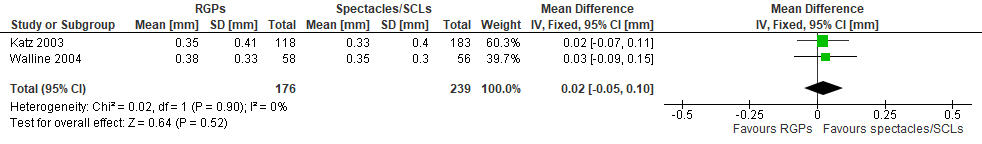 RGPs Spectacles/SCLs Mean Difference Mean Difference
Study or Subgroup Mean [mm] SD [mm] Total Mean [mm] SD [mm] Total Weight IV, Fixed, 95% CI [mm] IV, Fixed, 95% CI [mm]
Katz 2003 0.35 0.41 118 0.33 0.4 183 60.3% 0.02 [-0.07, 0.11]
Walline 2004 0.38 0.33 58 0.35 0.3 56 39.7% 0.03 [-0.09, 0.15]
Total (95% CI) 176 239 100.0% 0.02 [-0.05, 0.10]
Heterogeneity: Chi² = 0.02, df = 1 (P = 0.90); I² = 0%
Test for overall effect: Z = 0.64 (P = 0.52)
-0.5 -0.25 0 0.25 0.5
Favours RGPs Favours spectacles/SCLs